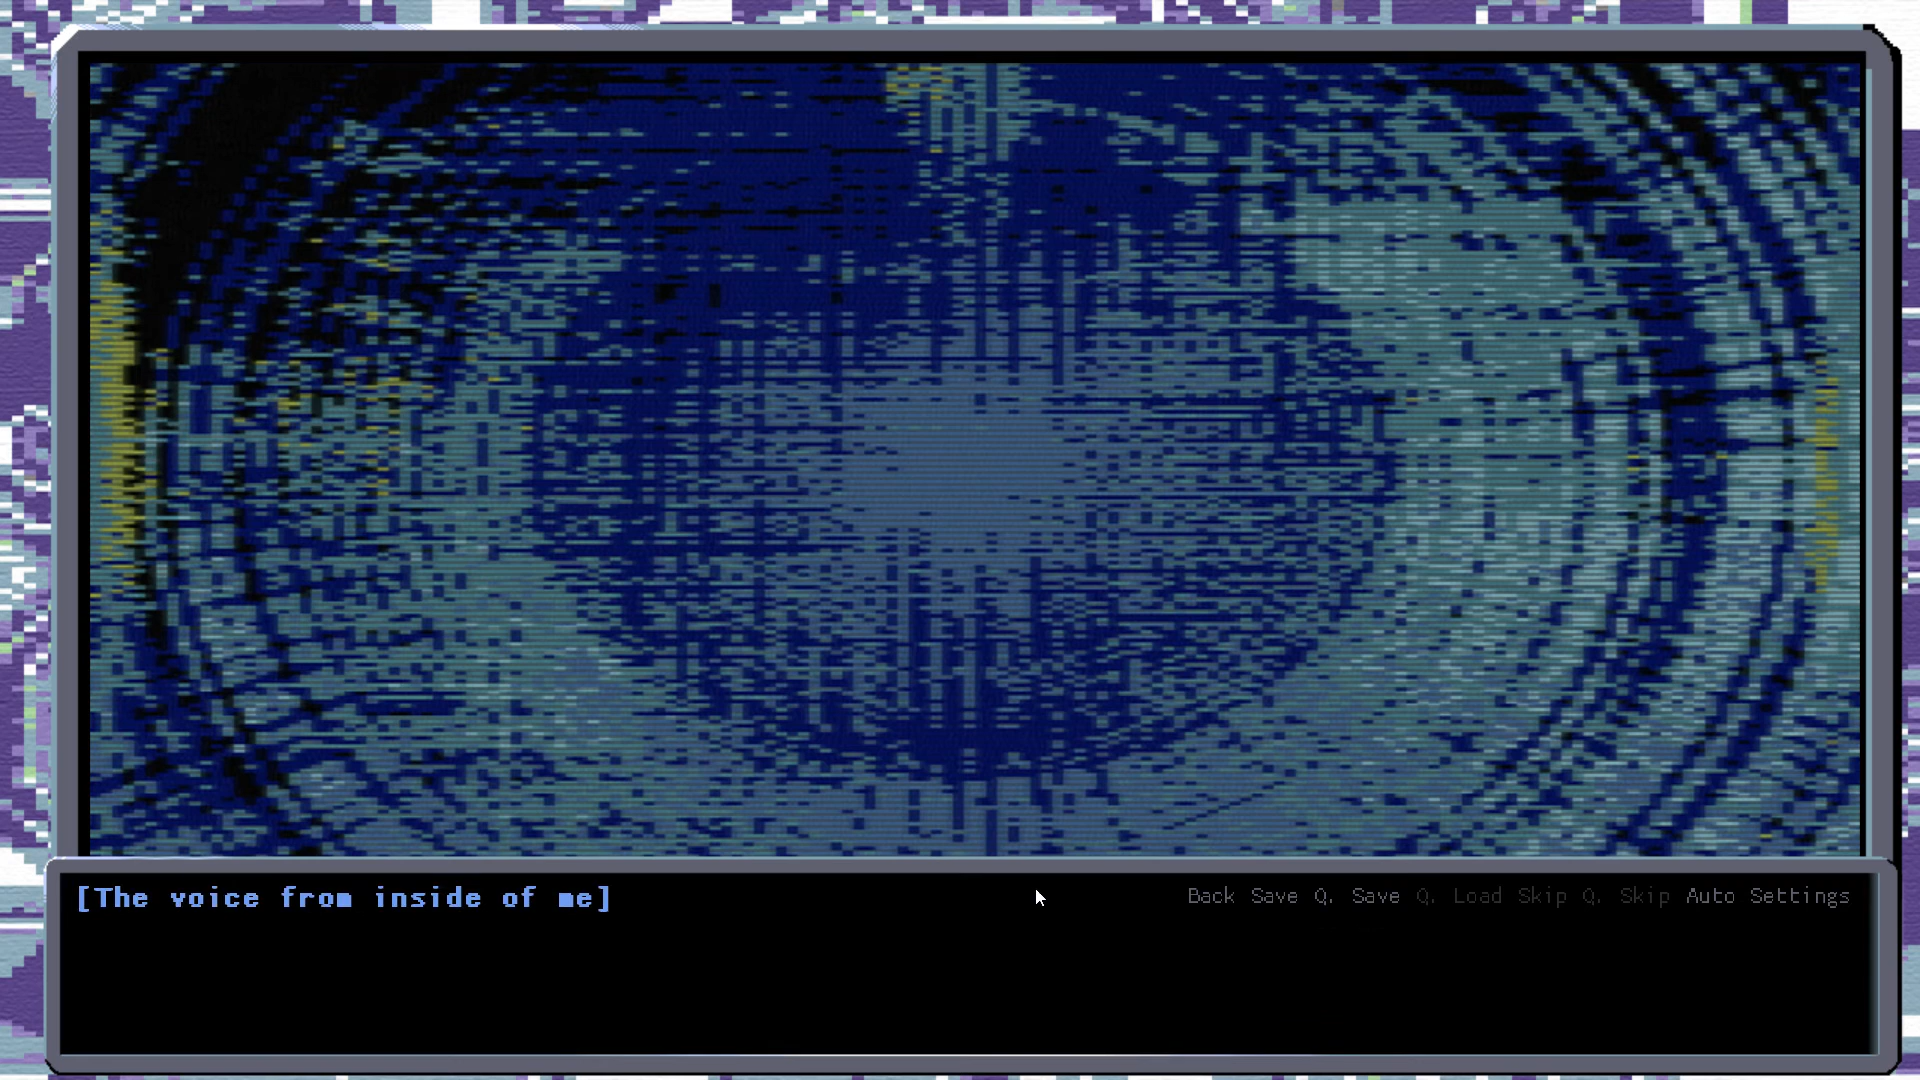 [The voice from inside of me]
Back Save Q. Save Q. Load Skip Q. Skip Auto Settings